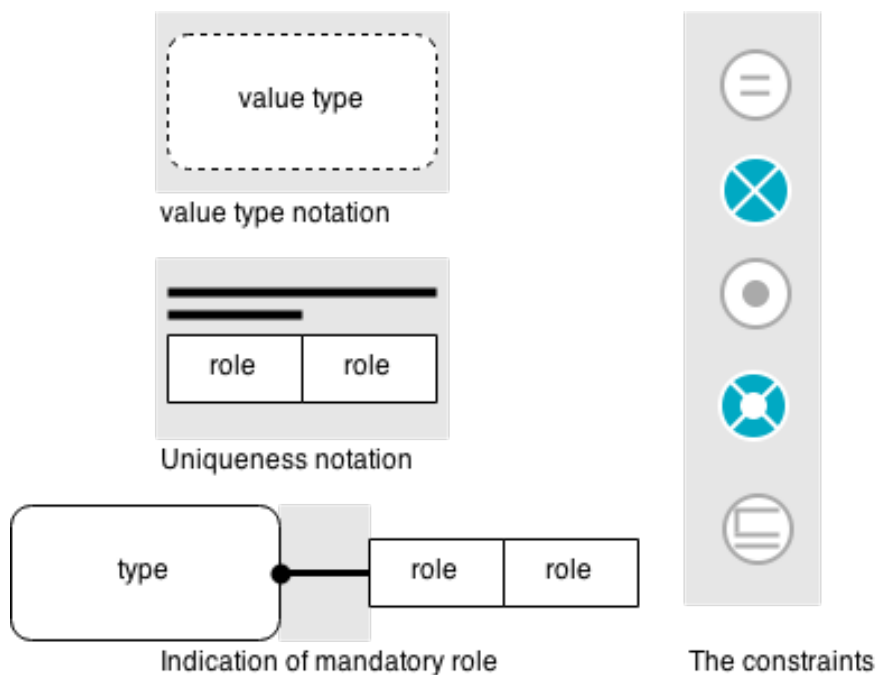 value type
value type notation
role role
Uniqueness notation
type role role
Indication of mandatory role
The constraints